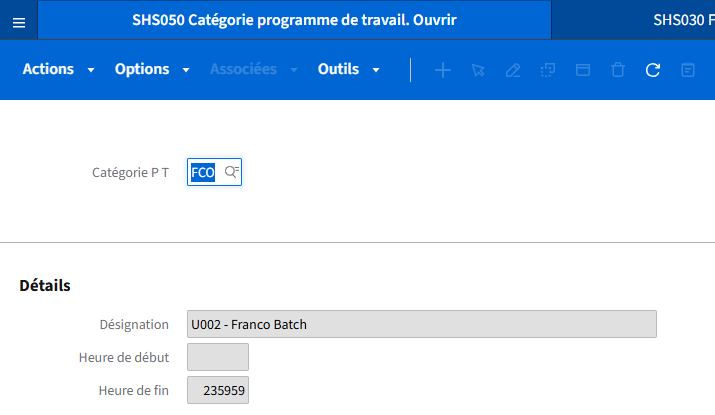 SHS050 Catégorie programme de travail. Ouvrir
SHS030 F
Actions Options Associées Outils
Catégorie P T FCO
Détails
Désignation U002 - Franco Batch
Heure de début
Heure de fin 235959